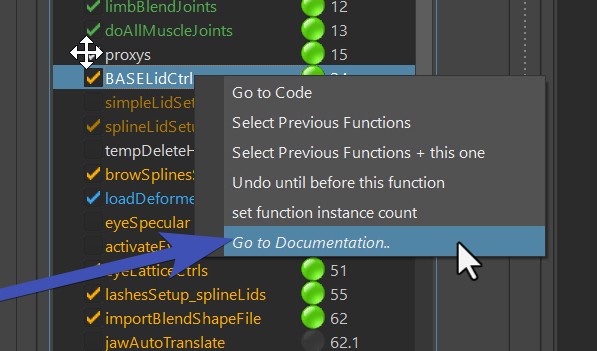 limbBlendJoints 12
doAllMuscleJoints 13
proxys 15
BASELidCtrl
simpleLidSet
splineLidSetu
tempDeleteH
browSplines
loadDeforme
eyeSpecular
activateEy
Go to Code
Select Previous Functions
Select Previous Functions + this one
Undo until before this function
set function instance count
Go to Documentation..
eyeLatticeCtrls 51
lashesSetup_splineLids 55
importBlendShapeFile 62
jawAutoTranslate 62.1